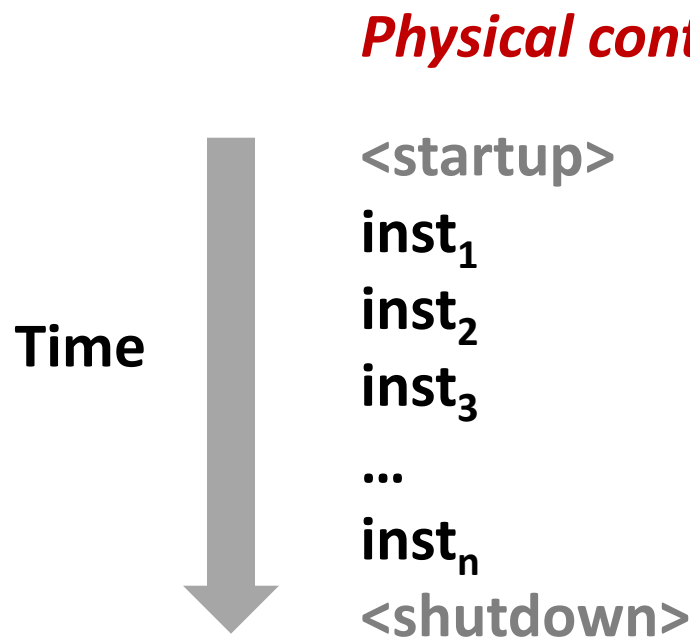 Physical cont
<startup>
inst₁
inst₂
Time
inst₃
...
instₙ
<shutdown>